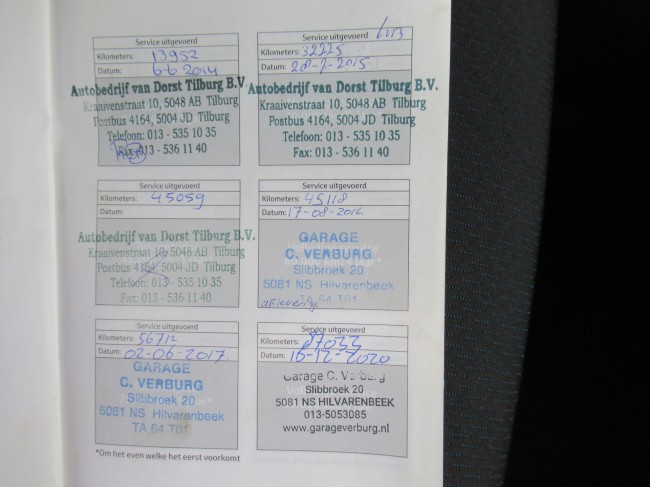 Service uitgevoerd
Kilometers: 13952
Datum: 6-6 2014
Autobedrijf van Dorst Tilburg B.V.
Kraaivenstraat 10, 5048 AB Tilburg
Postbus 4164, 5004 JD Tilburg
Telefoon: 013 - 535 10 35
Fax: 013 - 536 11 40
Service uitgevoerd
Kilometers: 32225
Datum: 28-7-2015
Autobedrijf van Dorst Tilburg B.V.
Kraaivenstraat 10, 5048 AB Tilburg
Postbus 4164, 5004 JD Tilburg
Telefoon: 013 - 535 10 35
Fax: 013 - 536 11 40
Service uitgevoerd
Kilometers: 45059
Datum:
Autobedrijf van Dorst Tilburg B.V.
Kraaivenstraat 10, 5048 AB Tilburg
Postbus 4164, 5004 JD Tilburg
Telefoon: 013 - 535 10 35
Fax: 013 - 536 11 40
Service uitgevoerd
Kilometers: 45118
Datum: 17-08-2016
GARAGE
C. VERBURG
Slibbroek 20
5081 NS Hilvarenbeek
TA 64 T01
aflevering
Service uitgevoerd
Kilometers: 56712
Datum: 02-06-2017
GARAGE
C. VERBURG
Slibbroek 20
5081 NS Hilvarenbeek
TA 64 T01
Service uitgevoerd
Kilometers: 87033
Datum: 16-12-2020
Garage C. Verburg
Slibbroek 20
5081 NS HILVARENBEEK
013-5053085
www.garageverburg.nl
*Om het even welke het eerst voorkomt